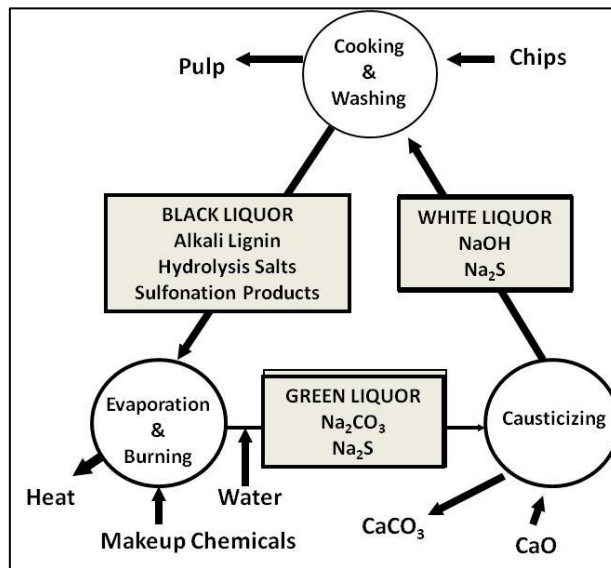 Cooking
&
Washing
Pulp
Chips
BLACK LIQUOR
Alkali Lignin
Hydrolysis Salts
Sulfonation Products
WHITE LIQUOR
NaOH
Na₂S
Evaporation
&
Burning
GREEN LIQUOR
Na₂CO₃
Na₂S
Causticizing
Heat
Water
Makeup Chemicals
CaCO₃
CaO